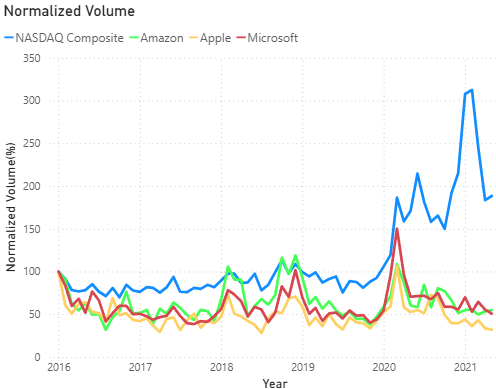 Normalized Volume
NASDAQ Composite Amazon Apple Microsoft
350
300
250
200
150
100
50
0
Normalized Volume(%)
2016 2017 2018 2019 2020 2021
Year